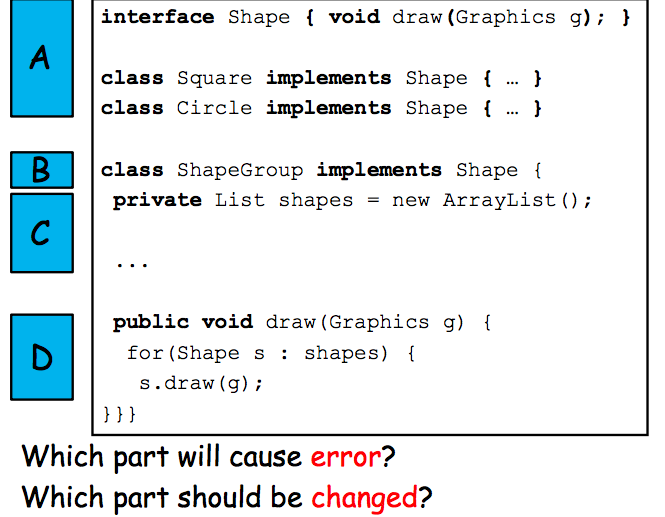 A
interface Shape { void draw(Graphics g); }
class Square implements Shape { … }
class Circle implements Shape { … }
B
class ShapeGroup implements Shape {
C
private List shapes = new ArrayList();
...
D
public void draw(Graphics g) {
for(Shape s : shapes) {
s.draw(g);
}}}
Which part will cause error?
Which part should be changed?